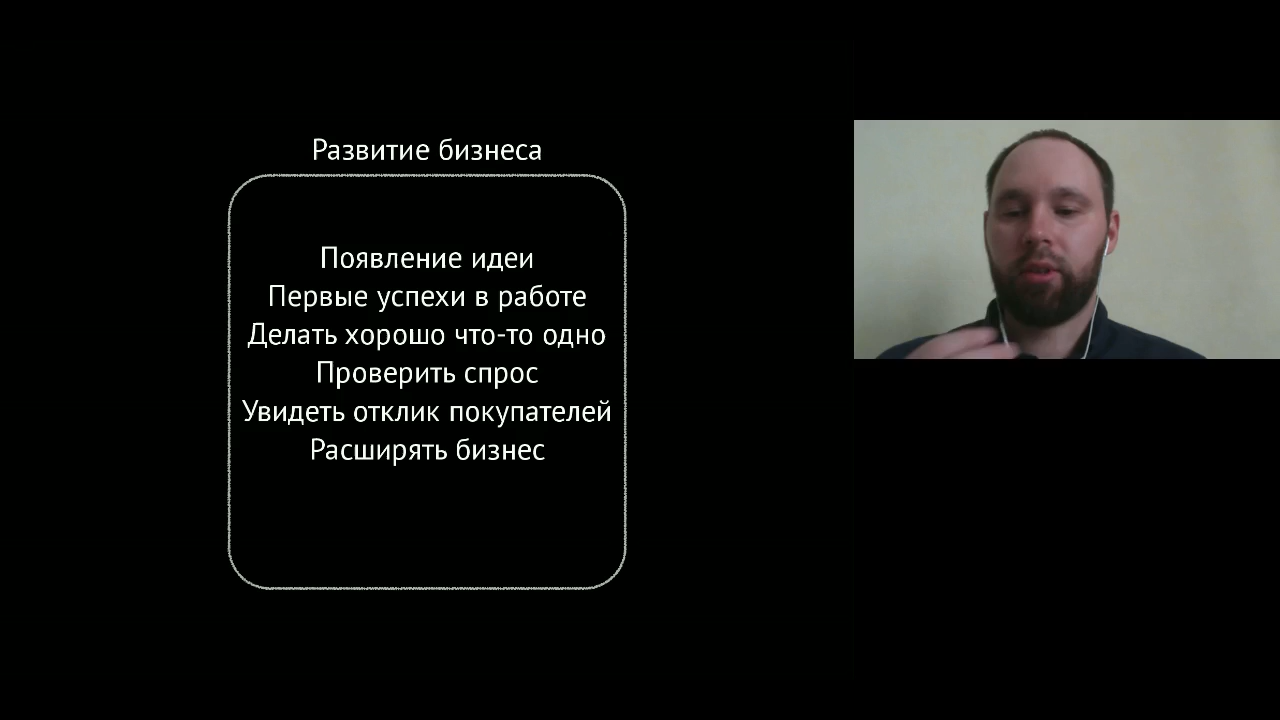 Развитие бизнеса
Появление идеи
Первые успехи в работе
Делать хорошо что-то одно
Проверить спрос
Увидеть отклик покупателей
Расширять бизнес